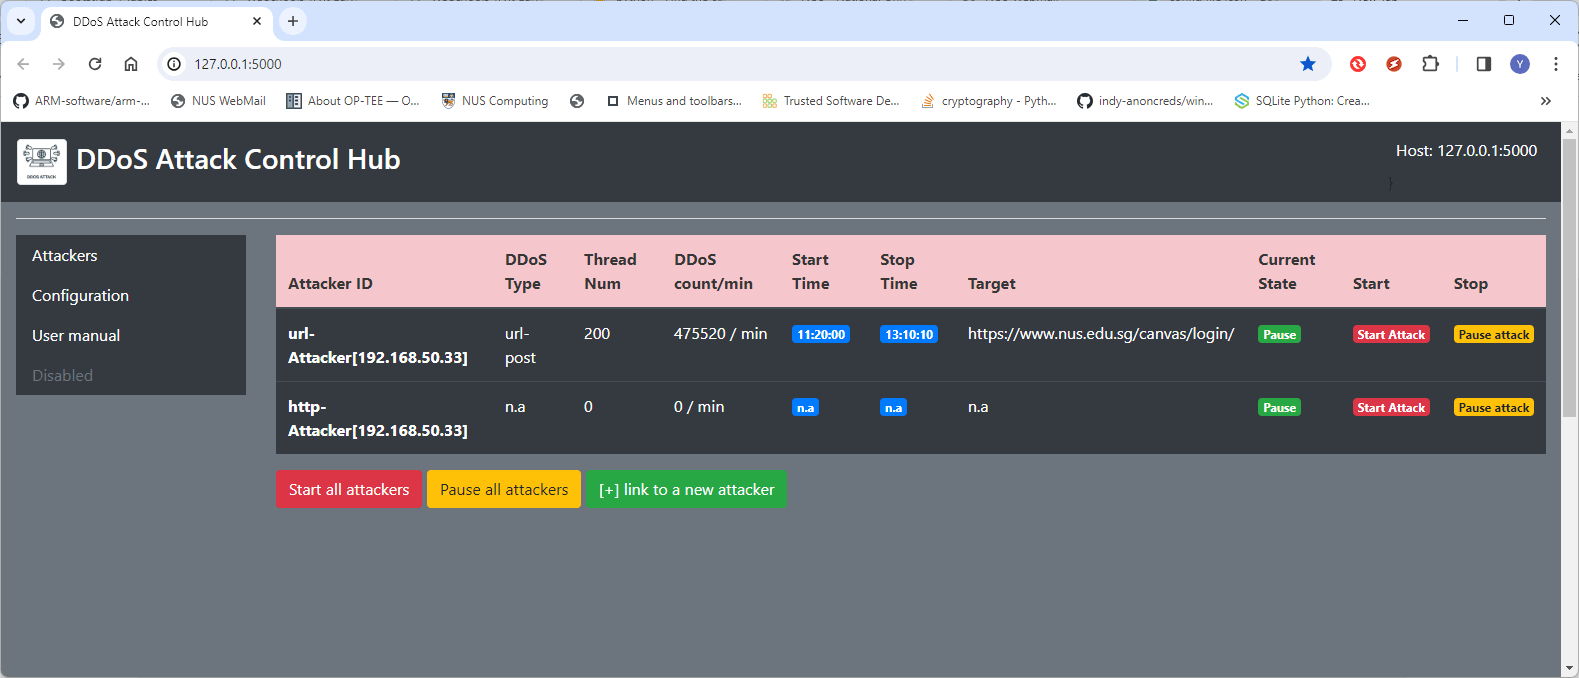 DDoS Attack Control Hub
127.0.0.1:5000
ARM-software/arm-... NUS WebMail About OP-TEE — O... NUS Computing Menus and toolbars... Trusted Software De... cryptography - Pyth... indy-anoncreds/win... SQLite Python: Crea...
DDOS ATTACK
DDoS Attack Control Hub
Host: 127.0.0.1:5000
}
Attackers
Configuration
User manual
Disabled
Attacker ID DDoS Type Thread Num DDoS count/min Start Time Stop Time Target Current State Start Stop
url-Attacker[192.168.50.33] url-post 200 475520 / min 11:20:00 13:10:10 https://www.nus.edu.sg/canvas/login/ Pause Start Attack Pause attack
http-Attacker[192.168.50.33] n.a 0 0 / min n.a n.a n.a Pause Start Attack Pause attack
Start all attackers Pause all attackers [+] link to a new attacker